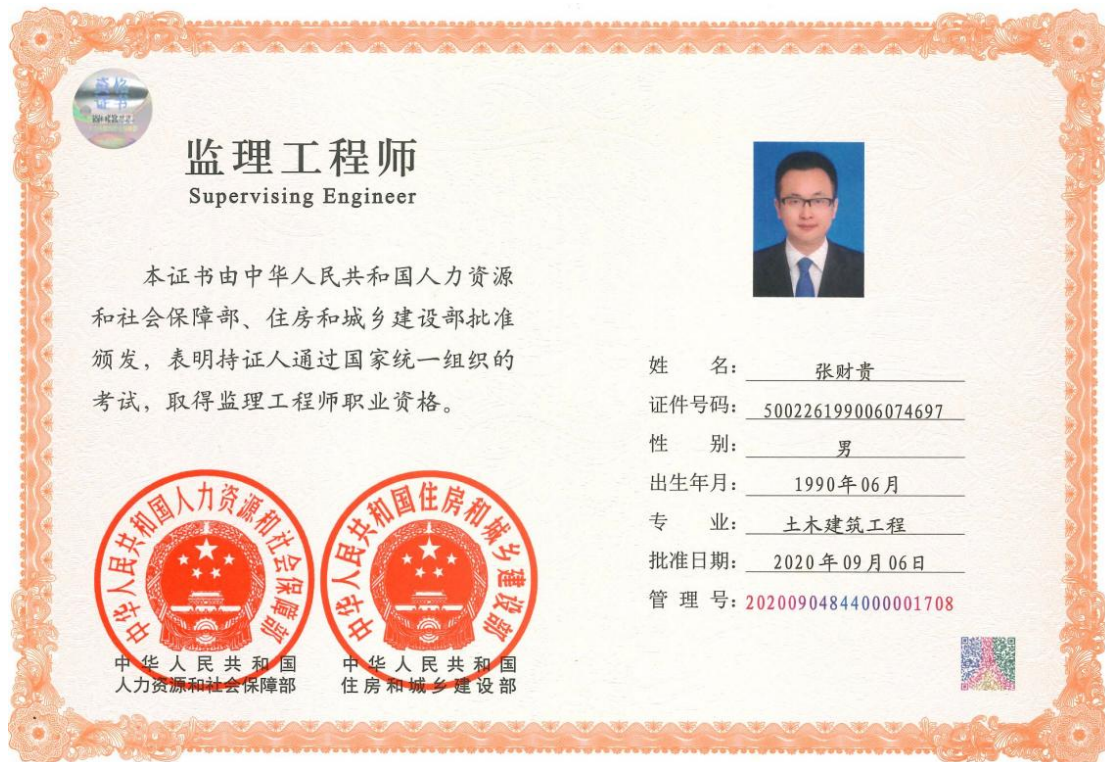 资格
证书
监理工程师
Supervising Engineer
本证书由中华人民共和国人力资源
和社会保障部、住房和城乡建设部批准
颁发，表明持证人通过国家统一组织的
考试，取得监理工程师职业资格。
中华人民共和国人力资源和社会保障部
中华人民共和国住房和城乡建设部
中华人民共和国
人力资源和社会保障部
中华人民共和国
住房和城乡建设部
姓 名：张财贵
证件号码：500226199006074697
性 别：男
出生年月：1990年06月
专 业：土木建筑工程
批准日期：2020年09月06日
管 理 号：20200904844000001708